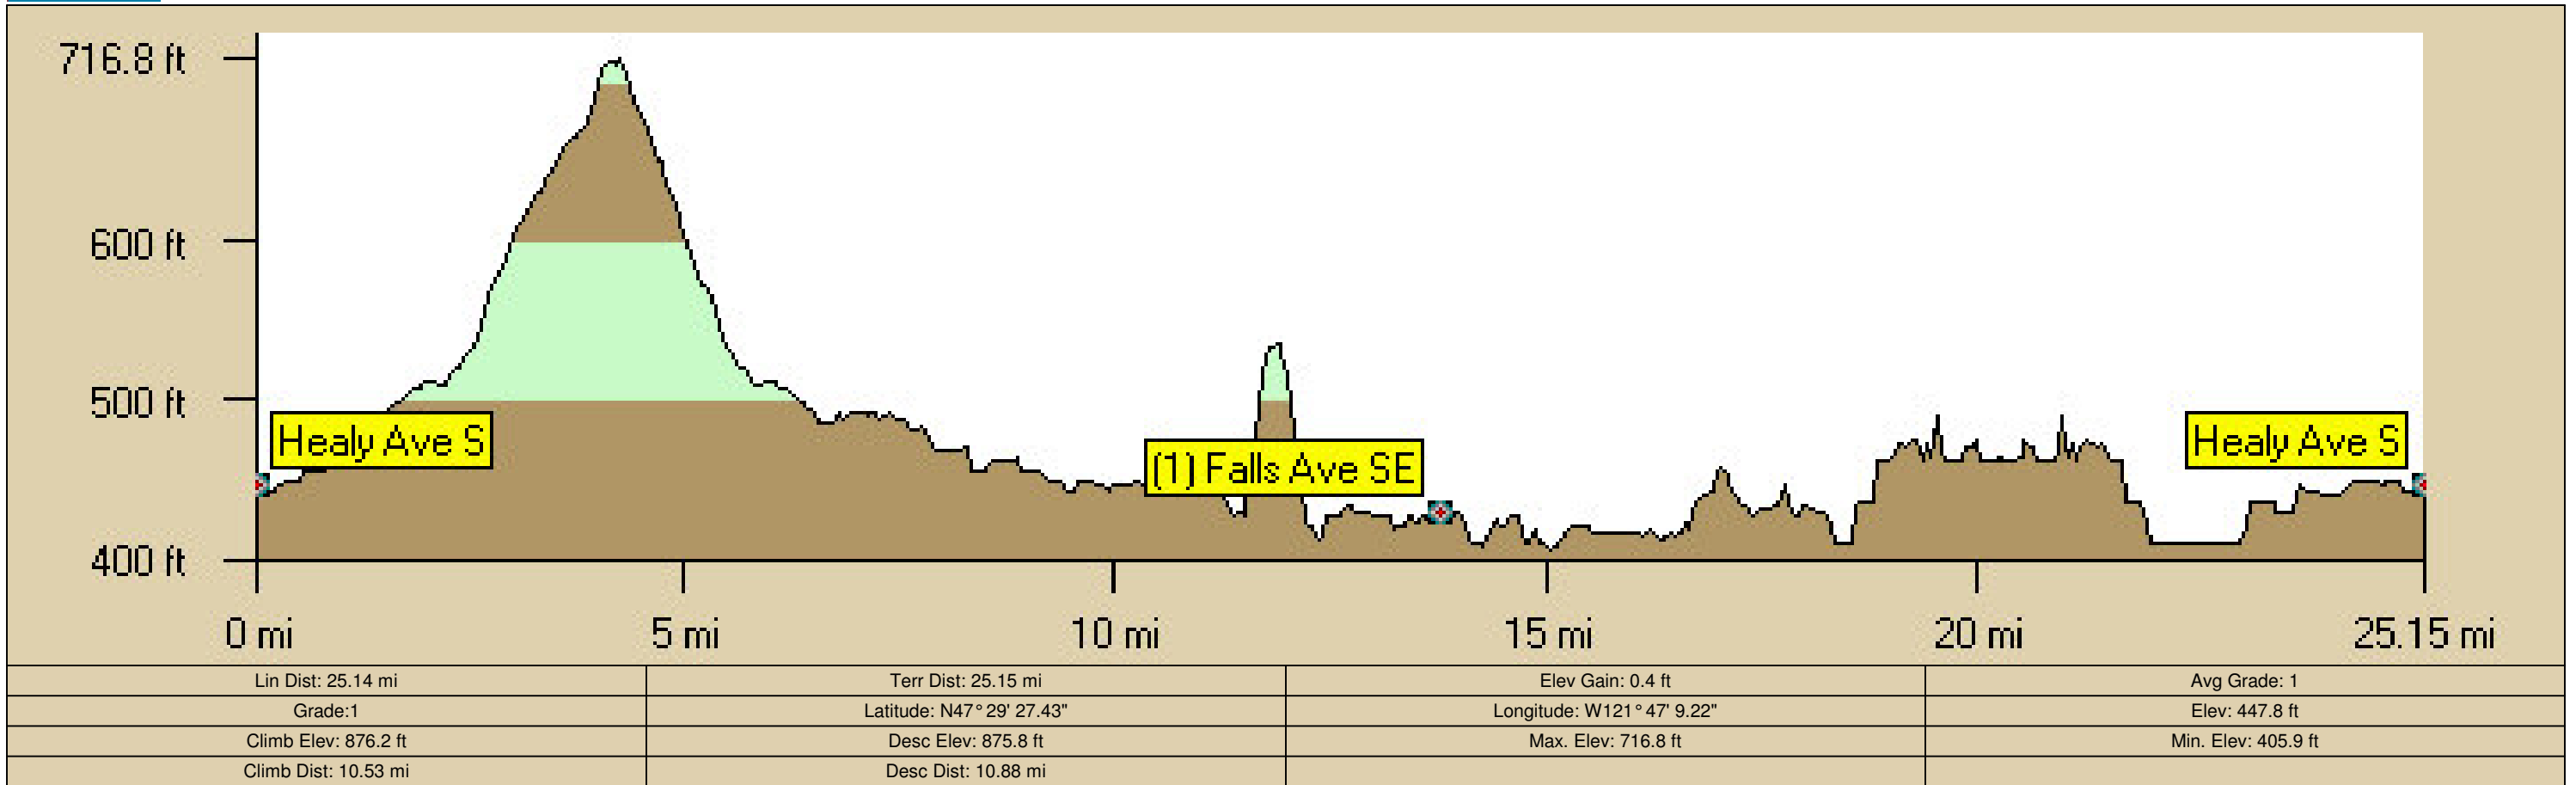 716.8 ft
600 ft
500 ft
400 ft
Healy Ave S
(1) Falls Ave SE
Healy Ave S
0 mi
5 mi
10 mi
15 mi
20 mi
25.15 mi
Lin Dist: 25.14 mi
Terr Dist: 25.15 mi
Elev Gain: 0.4 ft
Avg Grade: 1
Grade:1
Latitude: N47° 29' 27.43"
Longitude: W121° 47' 9.22"
Elev: 447.8 ft
Climb Elev: 876.2 ft
Desc Elev: 875.8 ft
Max. Elev: 716.8 ft
Min. Elev: 405.9 ft
Climb Dist: 10.53 mi
Desc Dist: 10.88 mi